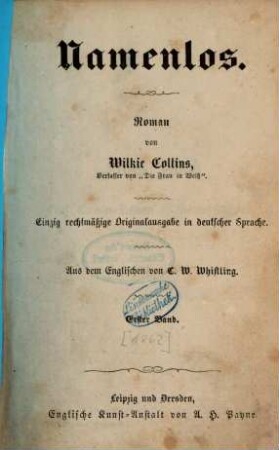 Namenlos.
Roman
von
Wilkie Collins,
Verfasser von „Die Frau in Weiß“.
Einzig rechtmäßige Originalausgabe in deutscher Sprache.
Aus dem Englischen von C. W. Whistling.
Erster Band.
[1862]
Leipzig und Dresden,
Englische Kunst-Anstalt von A. H. Payne.